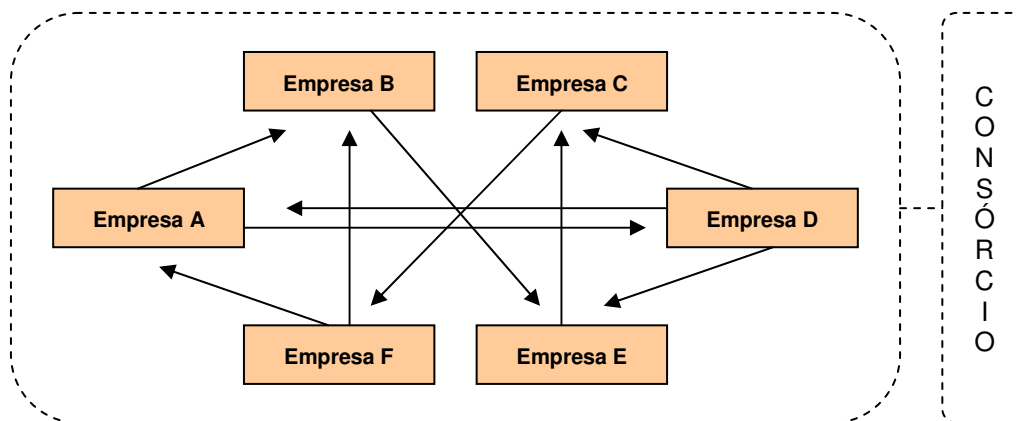 Empresa B
Empresa C
Empresa A
Empresa D
Empresa F
Empresa E
C
O
N
S
Ó
R
C
I
O